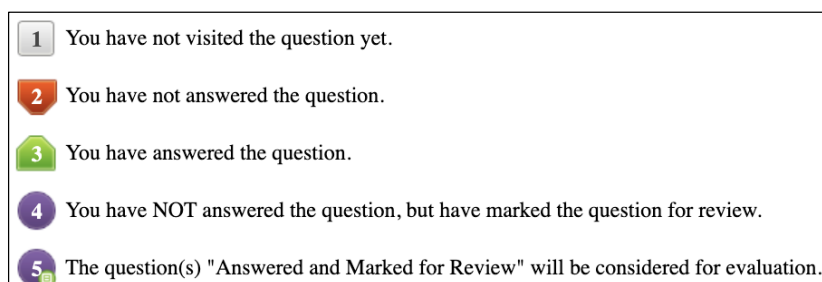 1 You have not visited the question yet.
2 You have not answered the question.
3 You have answered the question.
4 You have NOT answered the question, but have marked the question for review.
5 The question(s) "Answered and Marked for Review" will be considered for evaluation.